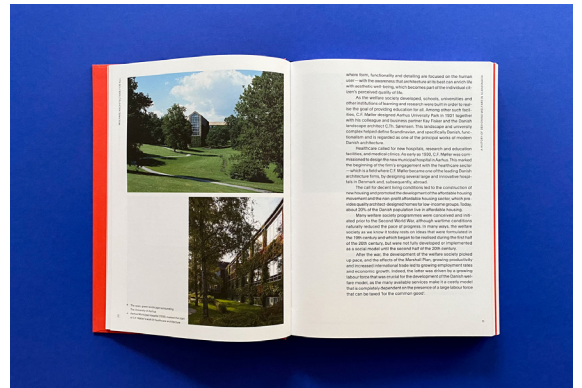 where form, functionality and detailing are focused on the human
user – with the awareness that architecture at its best can enrich life
with aesthetic well-being, which becomes part of the individual cit-
izen's perceived quality of life.
As the welfare society developed, schools, universities and
other institutions of learning and research were built in order to real-
ise the goal of providing education for all. Among other such facil-
ities, C.F. Møller designed Aarhus University Park in 1931 together
with his colleague and business partner Kay Fisker and the Danish
landscape architect C.Th. Sørensen. This landscape and university
complex helped define Scandinavian, and specifically Danish, func-
tionalism and is regarded as one of the principal works of modern
Danish architecture.
Healthcare called for new hospitals, research and education
facilities, and medical clinics. As early as 1930, C.F. Møller was com-
missioned to design the new municipal hospital in Aarhus. This marked
the beginning of the firm's engagement with the healthcare sector
– which is a field where C.F. Møller became one of the leading Danish
architecture firms, by designing several large and innovative hospi-
tals in Denmark and, subsequently, abroad.
The call for decent living conditions led to the construction of
new housing and promoted the development of the affordable housing
movement and the non-profit affordable housing sector, which pro-
vides quality architect-designed homes for low-income groups. Today,
about 20% of the Danish population live in affordable housing.
Many welfare society programmes were conceived and initi-
ated prior to the Second World War, although wartime conditions
naturally reduced the pace of progress. In many ways, the welfare
society as we know it today rests on ideas that were formulated in
the 19th century and which began to be realised during the first half
of the 20th century, but were not fully developed or implemented
as a social model until the second half of the 20th century.
After the war, the development of the welfare society picked
up pace, and the effects of the Marshall Plan, growing productivity
and increased international trade led to growing employment rates
and economic growth. Indeed, the latter was driven by a growing
labour force that was crucial for the development of the Danish wel-
fare model, as the many available services make it a costly model
that is completely dependent on the presence of a large labour force
that can be taxed 'for the common good'.